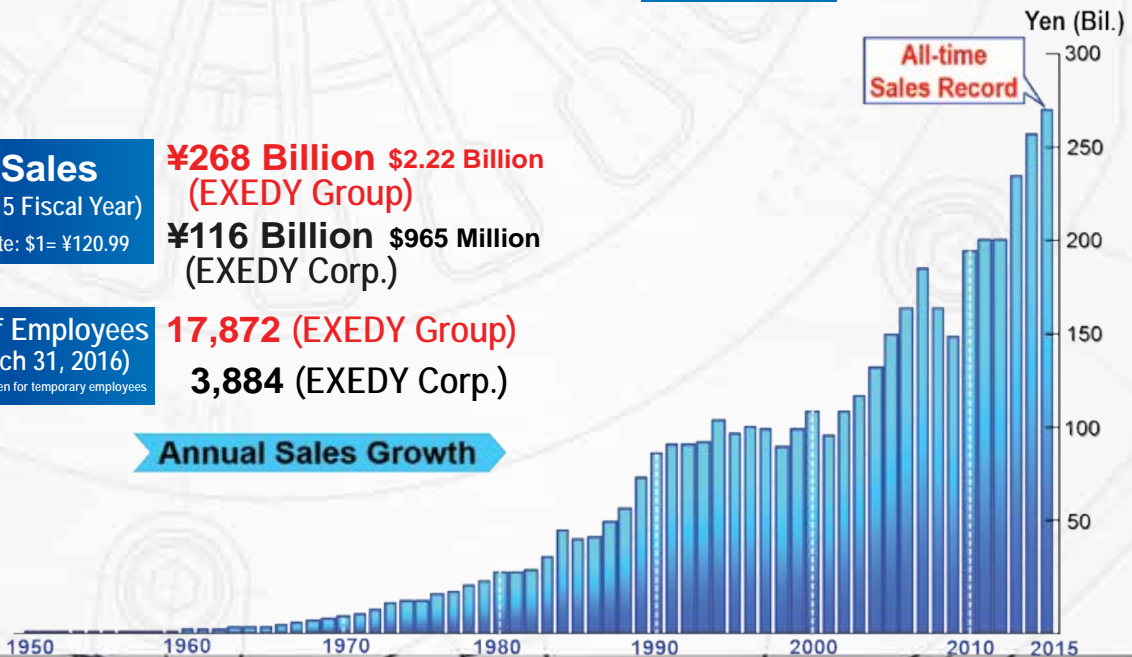 Yen (Bil.)
All-time
Sales Record
300
250
200
150
100
50
Sales
5 Fiscal Year)
te: $1= ¥120.99
¥268 Billion $2.22 Billion
(EXEDY Group)
¥116 Billion $965 Million
(EXEDY Corp.)
f Employees
ch 31, 2016)
en for temporary employees
17,872 (EXEDY Group)
3,884 (EXEDY Corp.)
Annual Sales Growth
1950 1960 1970 1980 1990 2000 2010 2015